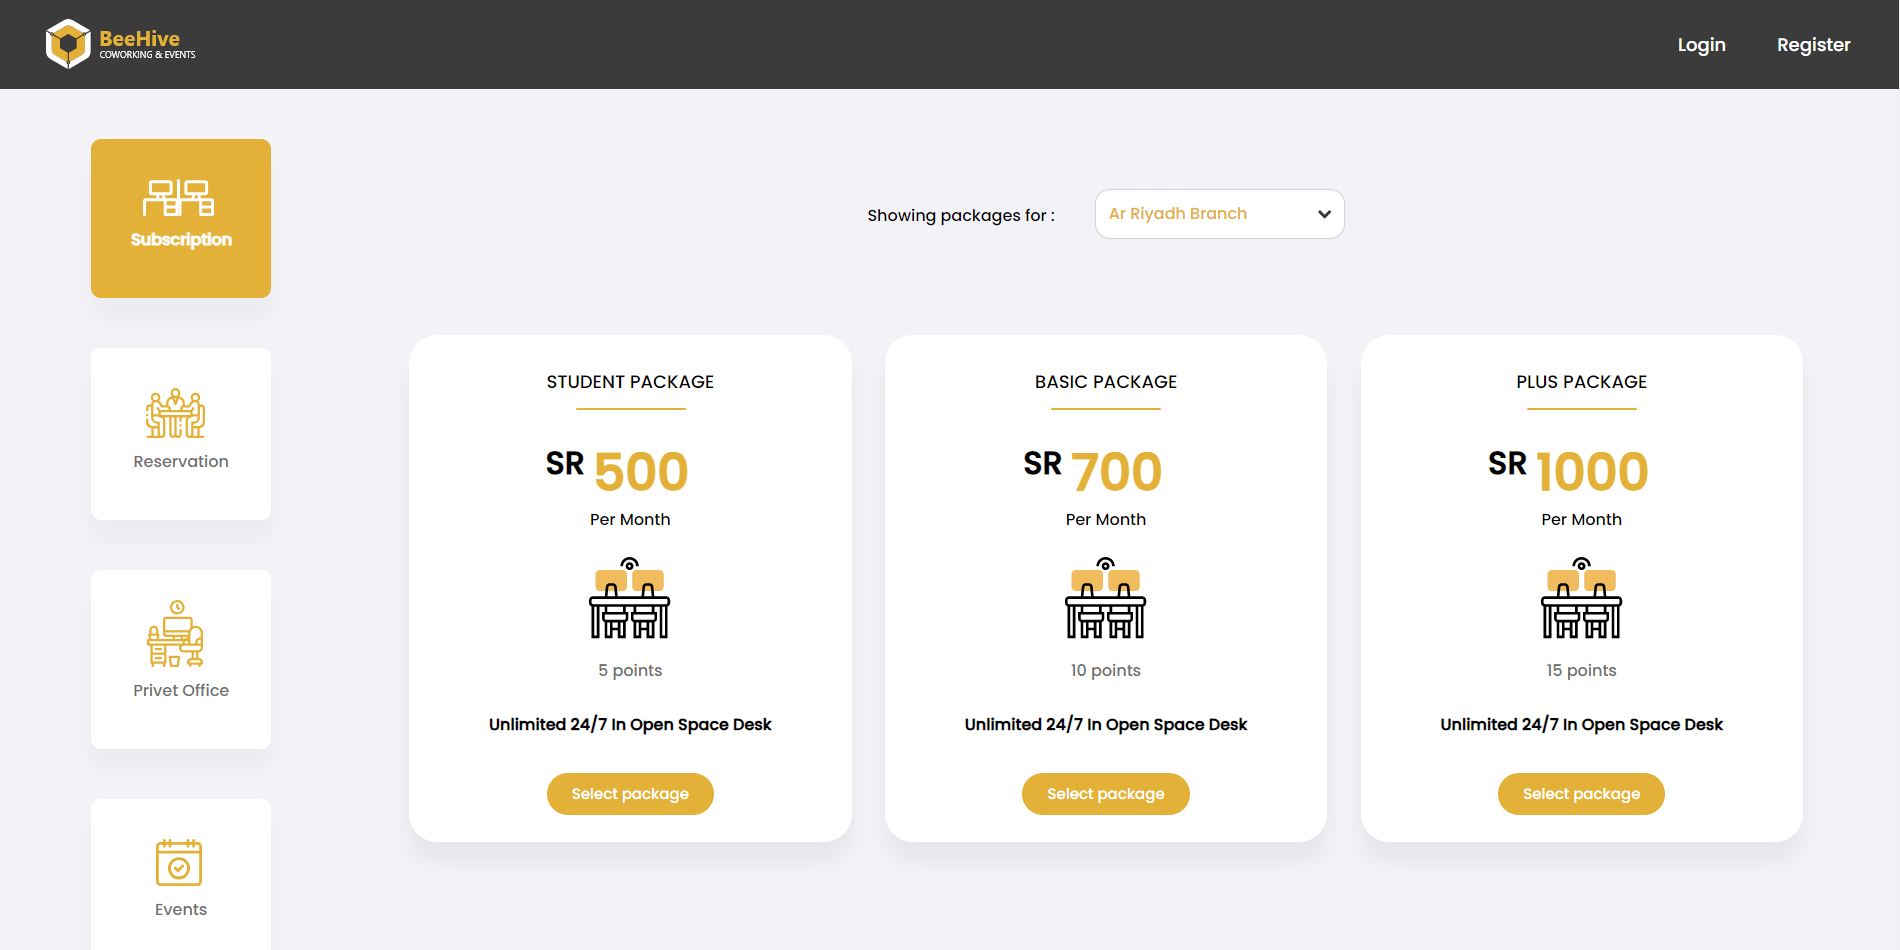 BeeHive
COWORKING & EVENTS
Login
Register
Subscription
Reservation
Privet Office
Events
Showing packages for :
Ar Riyadh Branch
STUDENT PACKAGE
SR 500
Per Month
5 points
Unlimited 24/7 In Open Space Desk
Select package
BASIC PACKAGE
SR 700
Per Month
10 points
Unlimited 24/7 In Open Space Desk
Select package
PLUS PACKAGE
SR 1000
Per Month
15 points
Unlimited 24/7 In Open Space Desk
Select package